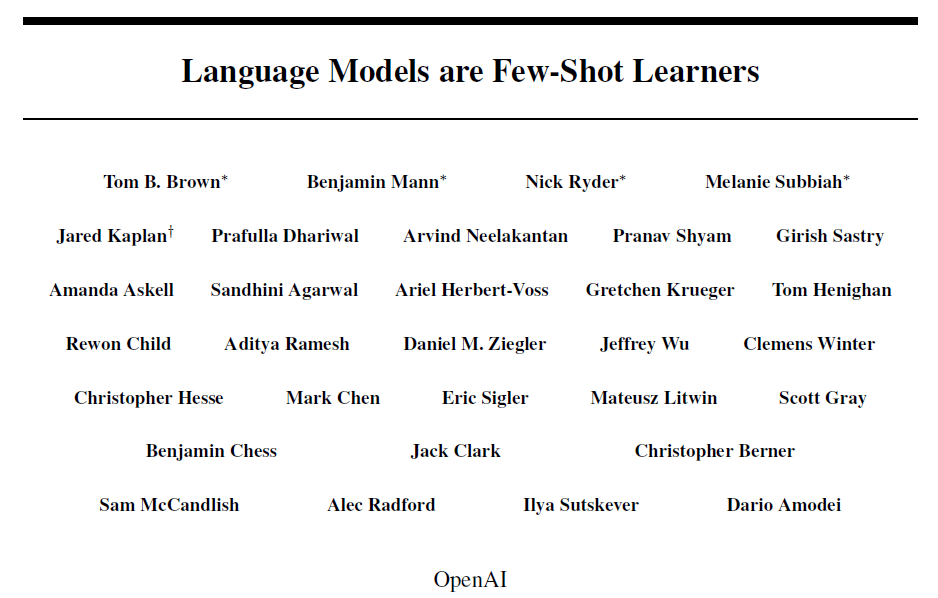 Language Models are Few-Shot Learners
Tom B. Brown* Benjamin Mann* Nick Ryder* Melanie Subbiah*
Jared Kaplan† Prafulla Dhariwal Arvind Neelakantan Pranav Shyam Girish Sastry
Amanda Askell Sandhini Agarwal Ariel Herbert-Voss Gretchen Krueger Tom Henighan
Rewon Child Aditya Ramesh Daniel M. Ziegler Jeffrey Wu Clemens Winter
Christopher Hesse Mark Chen Eric Sigler Mateusz Litwin Scott Gray
Benjamin Chess Jack Clark Christopher Berner
Sam McCandlish Alec Radford Ilya Sutskever Dario Amodei
OpenAI